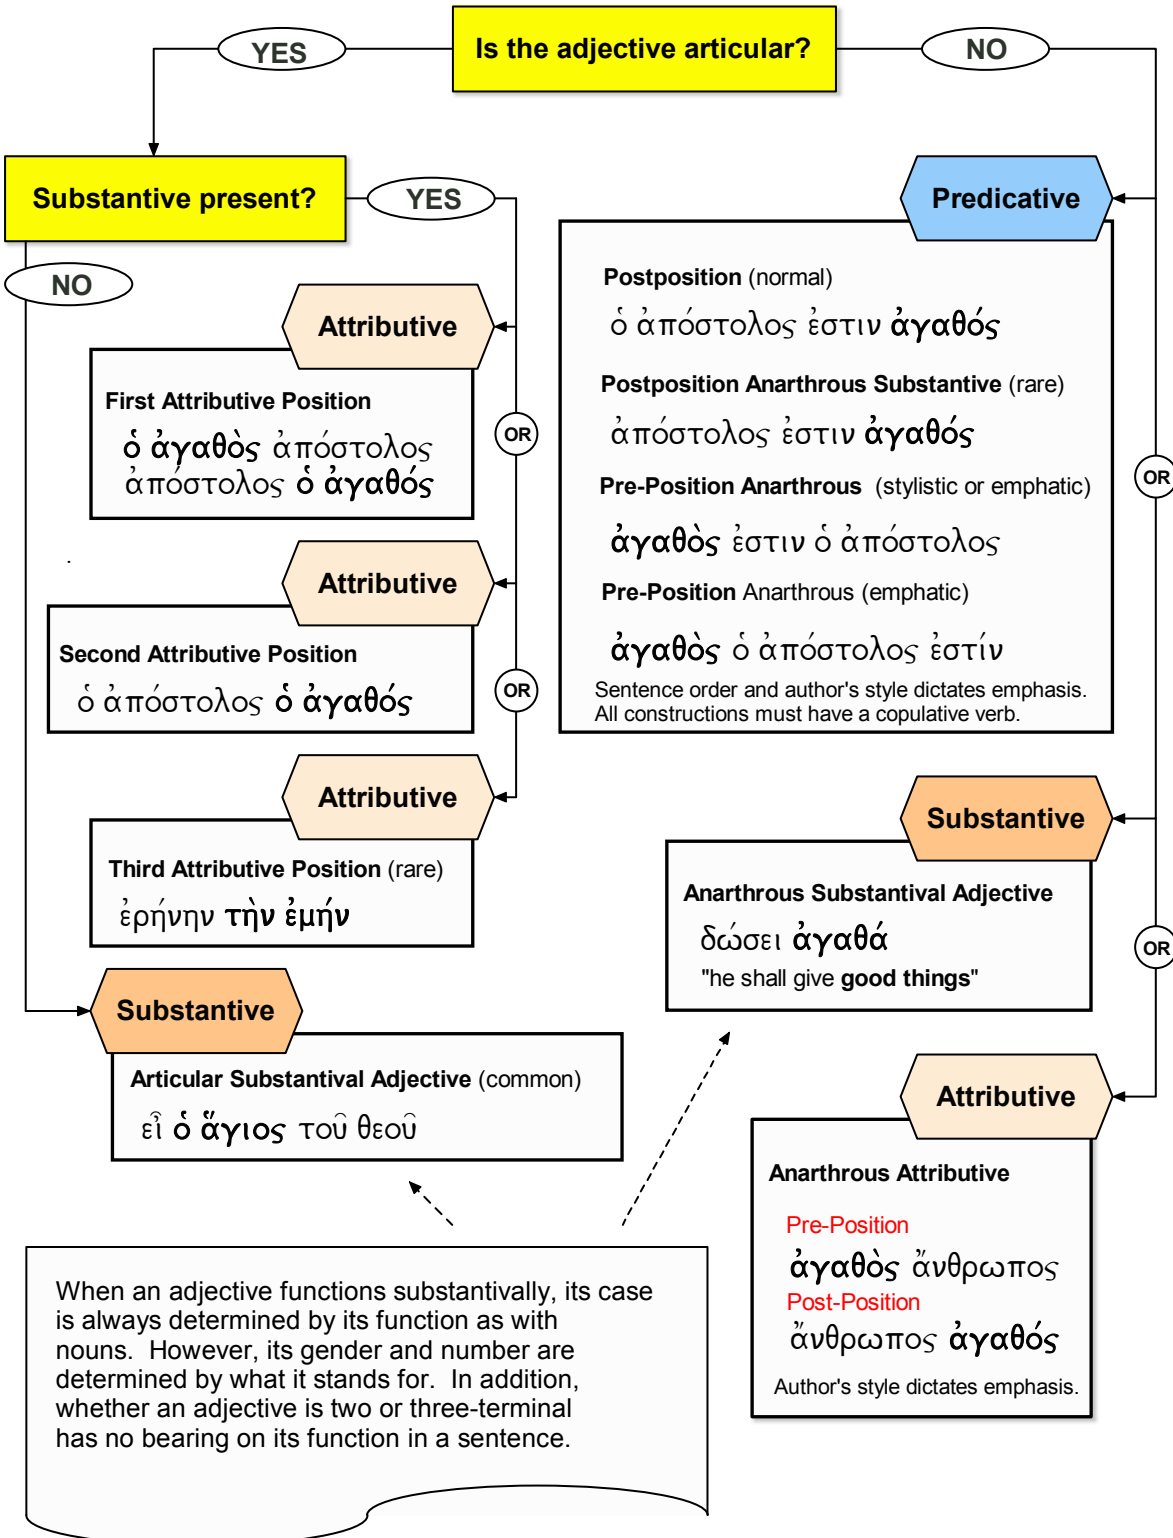 Is the adjective articular?
YES
NO
Substantive present?
YES
NO
Predicative
Postposition (normal)
ὁ ἀπόστολος ἐστιν ἀγαθός
Postposition Anarthrous Substantive (rare)
ἀπόστολος ἐστιν ἀγαθός
Pre-Position Anarthrous (stylistic or emphatic)
ἀγαθὸς ἐστιν ὁ ἀπόστολος
Pre-Position Anarthrous (emphatic)
ἀγαθὸς ὁ ἀπόστολος ἐστίν
Sentence order and author's style dictates emphasis.
All constructions must have a copulative verb.
Attributive
First Attributive Position
ὁ ἀγαθὸς ἀπόστολος
ἀπόστολος ὁ ἀγαθός
OR
OR
Attributive
Second Attributive Position
ὁ ἀπόστολος ὁ ἀγαθός
OR
Attributive
Third Attributive Position (rare)
ἐρήνην τὴν ἐμήν
Substantive
Anarthrous Substantival Adjective
δώσει ἀγαθά
"he shall give good things"
OR
Substantive
Articular Substantival Adjective (common)
εἶ ὁ ἅγιος τοῦ θεοῦ
Attributive
Anarthrous Attributive
Pre-Position
ἀγαθὸς ἄνθρωπος
Post-Position
ἄνθρωπος ἀγαθός
Author's style dictates emphasis.
When an adjective functions substantivally, its case
is always determined by its function as with
nouns. However, its gender and number are
determined by what it stands for. In addition,
whether an adjective is two or three-terminal
has no bearing on its function in a sentence.